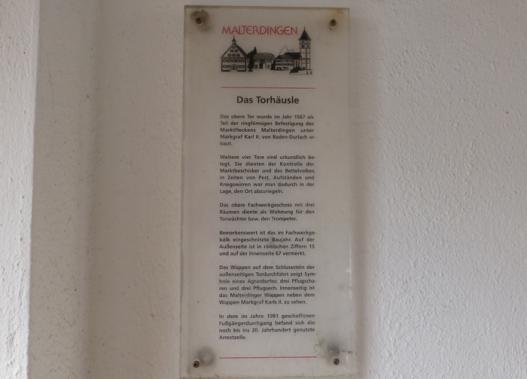 MALTERDINGEN
Das Torhäusle
Das obere Tor wurde im Jahr 1567 als
Teil der ringförmigen Befestigung des
Marktfleckens Malterdingen unter
Markgraf Karl II. von Baden-Durlach er-
baut.
Weitere vier Tore sind urkundlich be-
legt. Sie dienten der Kontrolle der
Marktbeschicker und des Bettelvolkes.
In Zeiten von Pest, Aufständen und
Kriegswirren war man dadurch in der
Lage, den Ort abzuriegeln.
Das obere Fachwerkgeschoss mit drei
Räumen diente als Wohnung für den
Torwächter bzw. den Trompeter.
Bemerkenswert ist das im Fachwerkge-
bälk eingeschnitzte Baujahr. Auf der
Außenseite ist in römischen Ziffern 15
und auf der Innenseite 67 vermerkt.
Das Wappen auf dem Schlussstein der
außenseitigen Tordurchfahrt zeigt Sym-
bole eines Agrardorfes: drei Pflugscha-
ren und drei Pflugsech. Innenseitig ist
das Malterdinger Wappen neben dem
Wappen Markgraf Karls II. zu sehen.
In dem im Jahre 1981 geschaffenen
Fußgängerdurchgang befand sich die
noch bis ins 20. Jahrhundert genutzte
Arrestzelle.